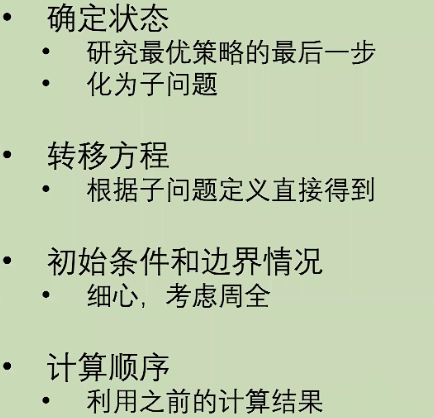 • 确定状态
• 研究最优策略的最后一步
• 化为子问题
• 转移方程
• 根据子问题定义直接得到
• 初始条件和边界情况
• 细心，考虑周全
• 计算顺序
• 利用之前的计算结果